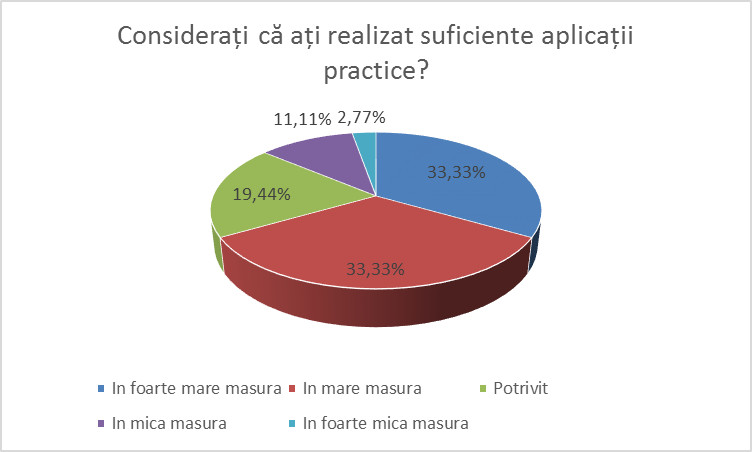 Considerați că ați realizat suficiente aplicații
practice?
11,11%
2,77%
33,33%
19,44%
33,33%
In foarte mare masura
In mare masura
Potrivit
In mica masura
In foarte mica masura